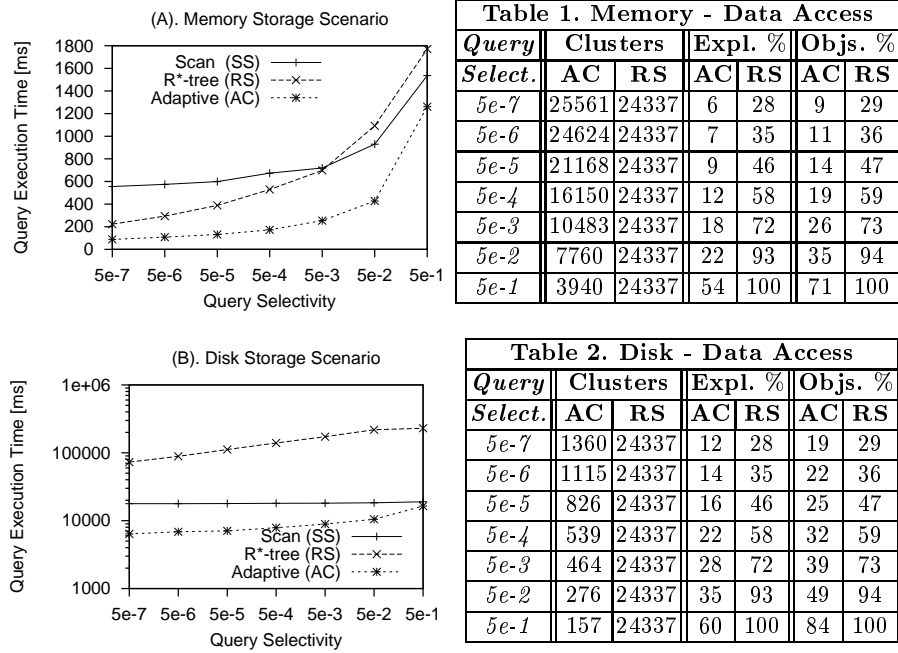 (A). Memory Storage Scenario
Query Execution Time [ms]
1800
1600
1400
1200
1000
800
600
400
200
0
Scan (SS)
R*-tree (RS)
Adaptive (AC)
5e-7 5e-6 5e-5 5e-4 5e-3 5e-2 5e-1
Query Selectivity
Table 1. Memory - Data Access
Query Clusters Expl. % Objs. %
Select. AC RS AC RS AC RS
5e-7 25561 24337 6 28 9 29
5e-6 24624 24337 7 35 11 36
5e-5 21168 24337 9 46 14 47
5e-4 16150 24337 12 58 19 59
5e-3 10483 24337 18 72 26 73
5e-2 7760 24337 22 93 35 94
5e-1 3940 24337 54 100 71 100
(B). Disk Storage Scenario
Query Execution Time [ms]
1e+06
100000
10000
1000
Scan (SS)
R*-tree (RS)
Adaptive (AC)
5e-7 5e-6 5e-5 5e-4 5e-3 5e-2 5e-1
Query Selectivity
Table 2. Disk - Data Access
Query Clusters Expl. % Objs. %
Select. AC RS AC RS AC RS
5e-7 1360 24337 12 28 19 29
5e-6 1115 24337 14 35 22 36
5e-5 826 24337 16 46 25 47
5e-4 539 24337 22 58 32 59
5e-3 464 24337 28 72 39 73
5e-2 276 24337 35 93 49 94
5e-1 157 24337 60 100 84 100